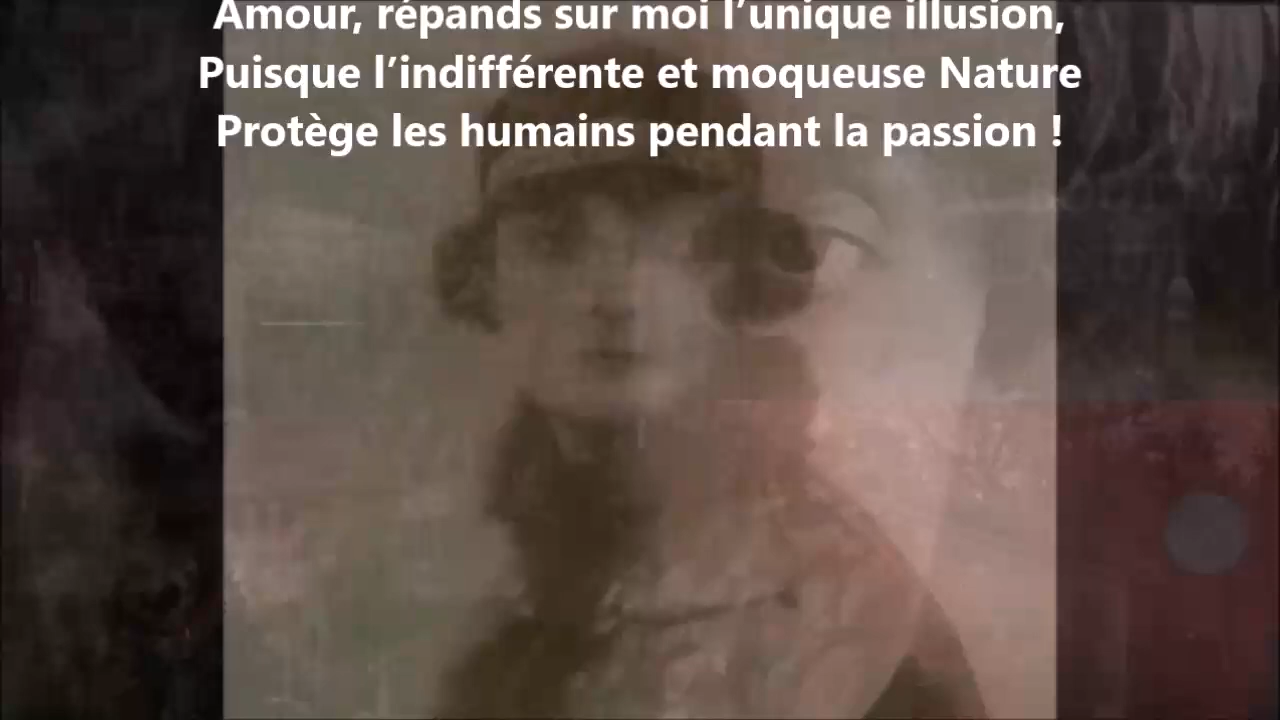 Amour, répands sur moi l’unique illusion,
Puisque l’indifférente et moqueuse Nature
Protège les humains pendant la passion !